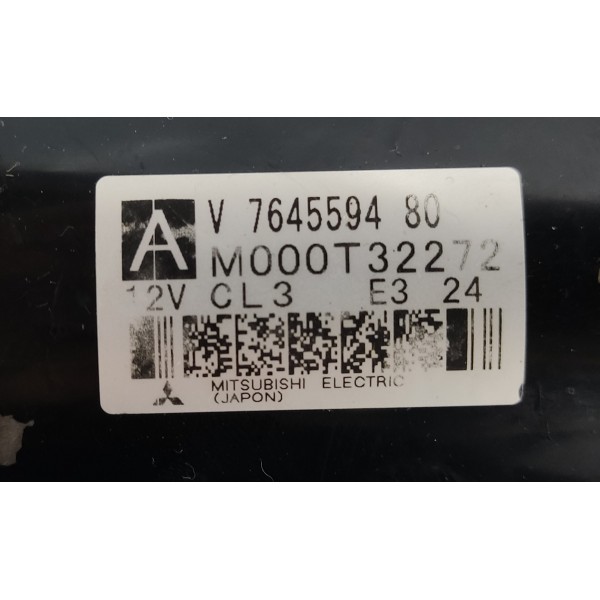 A V 7645594 80
M000T32272
12V CL3 E3 24
MITSUBISHI ELECTRIC
(JAPON)